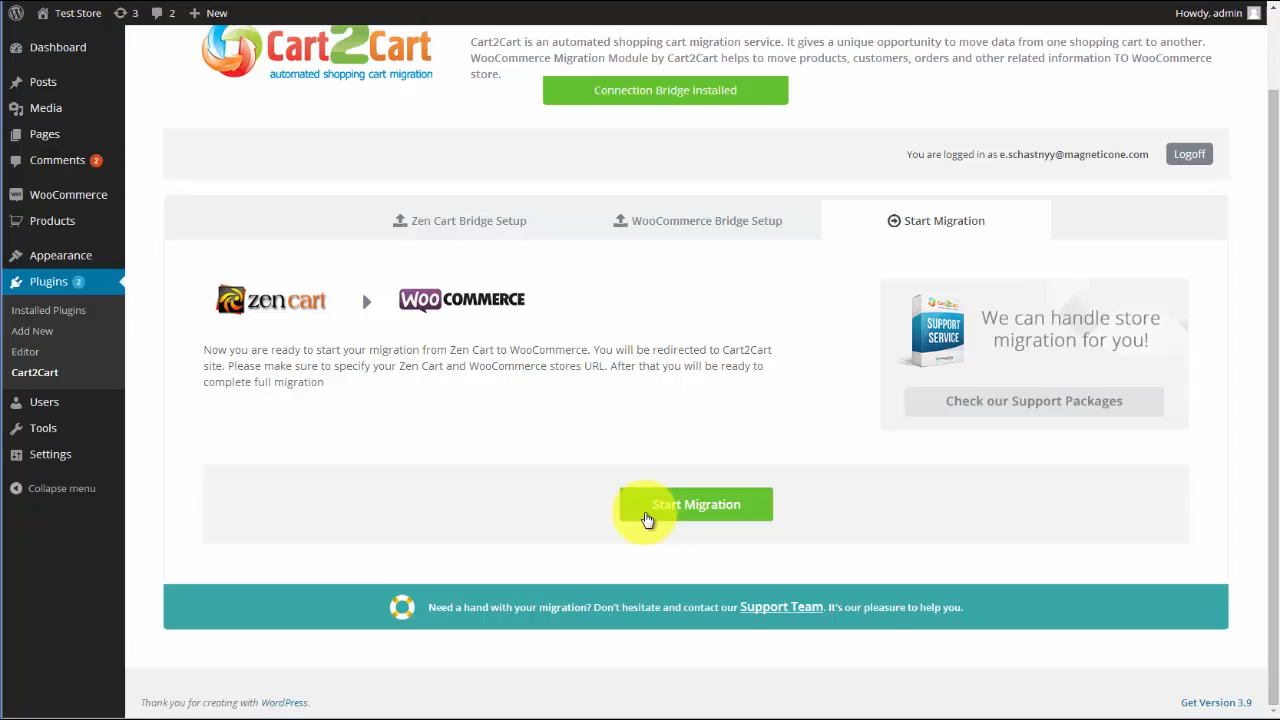 Test Store 3 2 + New Howdy, admin
Dashboard
Posts
Media
Pages
Comments 2
WooCommerce
Products
Appearance
Plugins 2
Installed Plugins
Add New
Editor
Cart2Cart
Users
Tools
Settings
Collapse menu
Cart2Cart
automated shopping cart migration
Cart2Cart is an automated shopping cart migration service. It gives a unique opportunity to move data from one shopping cart to another.
WooCommerce Migration Module by Cart2Cart helps to move products, customers, orders and other related information TO WooCommerce
store.
Connection Bridge installed
You are logged in as e.schastnyy@magneticone.com Logoff
Zen Cart Bridge Setup WooCommerce Bridge Setup Start Migration
zen cart WOO COMMERCE
Now you are ready to start your migration from Zen Cart to WooCommerce. You will be redirected to Cart2Cart
site. Please make sure to specify your Zen Cart and WooCommerce stores URL. After that you will be ready to
complete full migration
SUPPORT
SERVICE
We can handle store
migration for you!
Check our Support Packages
Start Migration
Need a hand with your migration? Don't hesitate and contact our Support Team. It's our pleasure to help you.
Thank you for creating with WordPress. Get Version 3.9